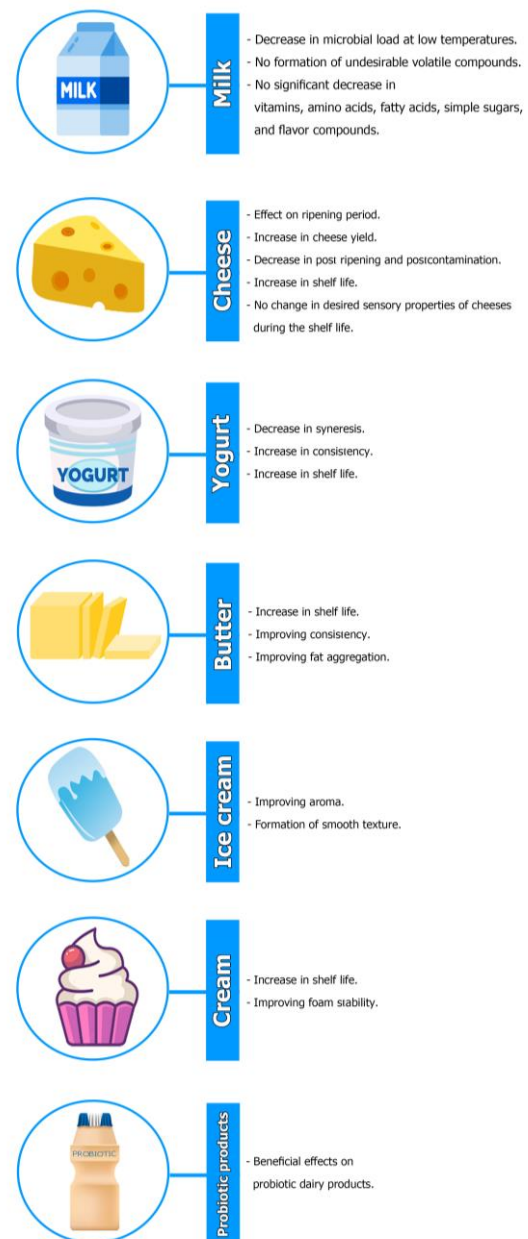 MILK
Milk
- Decrease in microbial load at low temperatures.
- No formation of undesirable volatile compounds.
- No significant decrease in
vitamins, amino acids, fatty acids, simple sugars,
and flavor compounds.
Cheese
- Effect on ripening period.
- Increase in cheese yield.
- Decrease in post ripening and postcontamination.
- Increase in shelf life.
- No change in desired sensory properties of cheeses
during the shelf life.
YOGURT
Yogurt
- Decrease in syneresis.
- Increase in consisiency.
- Increase in shelf life.
Butter
- Increase in shelf life.
- Improving consisiency.
- Improving fat aggregation.
Ice cream
- Improving aroma.
- Formation of smooth texture.
Cream
- Increase in shelf life.
- Improving foam stability.
PROBIOTIC
Probiotic products
- Beneficial effects on
probiotic dairy products.